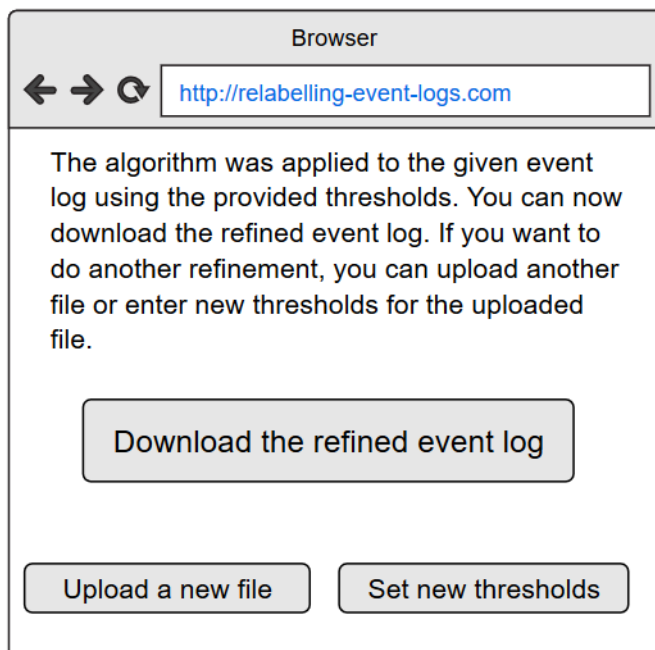 Browser
http://relabelling-event-logs.com
The algorithm was applied to the given event
log using the provided thresholds. You can now
download the refined event log. If you want to
do another refinement, you can upload another
file or enter new thresholds for the uploaded
file.
Download the refined event log
Upload a new file
Set new thresholds